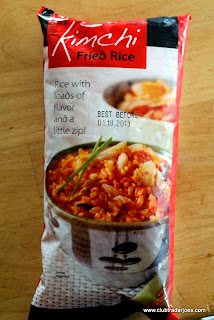 Kimchi
Fried Rice
Rice with
loads of
flavor
and a
little zip!
BEST BEFORE
01.18.2013
www.clubtraderjoes.com